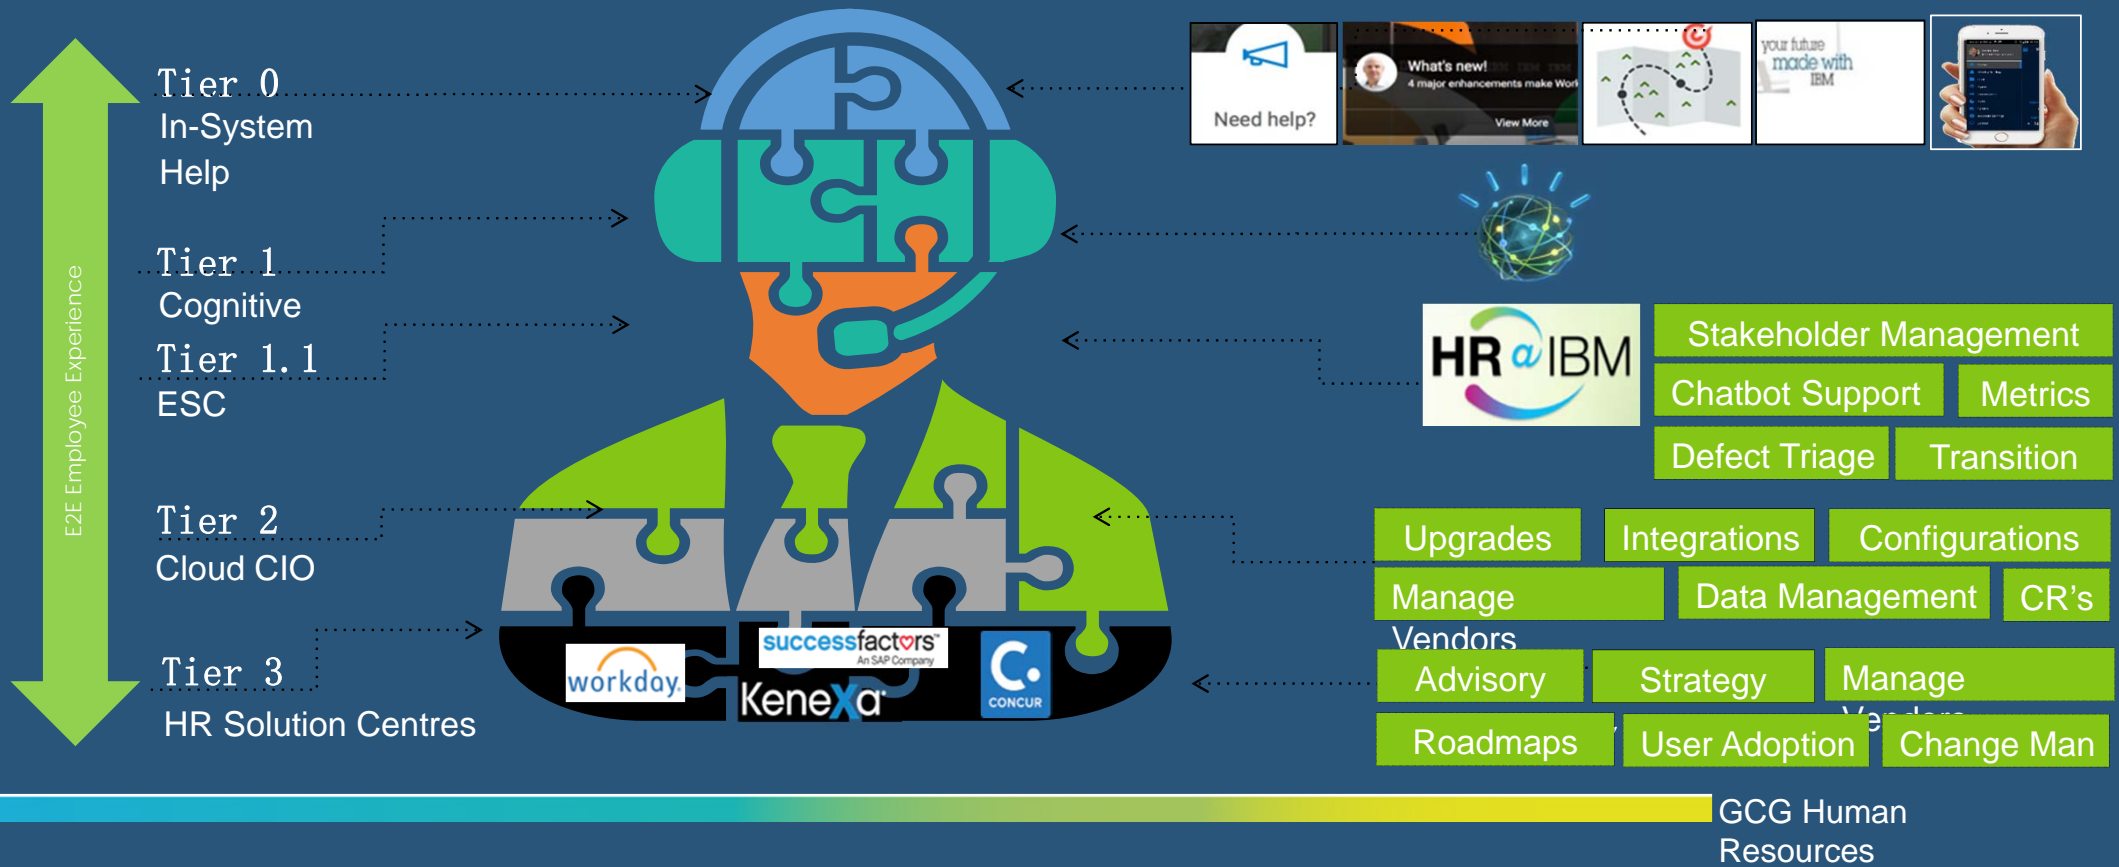 E2E Employee Experience
Tier 0
In-System
Help
Tier 1
Cognitive
Tier 1.1
ESC
Tier 2
Cloud CIO
Tier 3
HR Solution Centres
workday.
successfactors™
An SAP Company
Kenexa
C.
CONCUR
Need help?
What's new!
4 major enhancements make Work
View More
your future
made with
IBM
HR@IBM
Stakeholder Management
Chatbot Support
Metrics
Defect Triage
Transition
Upgrades
Integrations
Configurations
Manage
Vendors
Data Management
CR's
Advisory
Strategy
Manage
Vendors
Roadmaps
User Adoption
Change Man
GCG Human
Resources